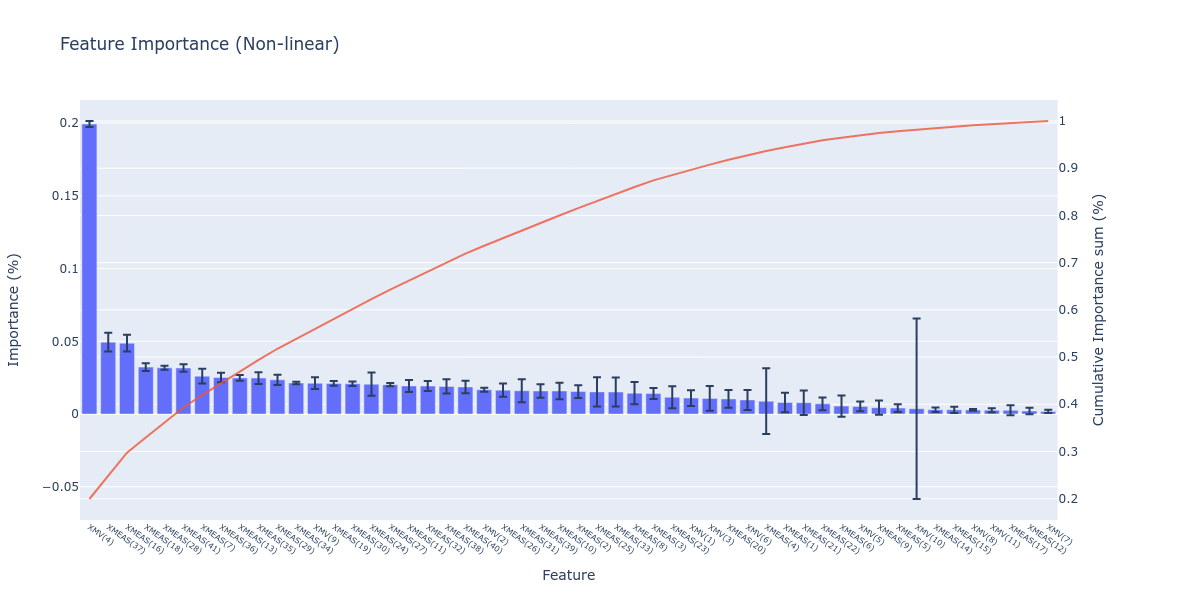 Feature Importance (Non-linear)
0.2
0.15
0.1
0.05
0
−0.05
Importance (%)
1
0.9
0.8
0.7
0.6
0.5
0.4
0.3
0.2
Cumulative Importance sum (%)
XMV(4)
XMEAS(37)
XMEAS(16)
XMEAS(18)
XMEAS(28)
XMEAS(41)
XMEAS(7)
XMEAS(36)
XMEAS(13)
XMEAS(35)
XMEAS(29)
XMEAS(34)
XMV(9)
XMEAS(19)
XMEAS(30)
XMEAS(24)
XMEAS(27)
XMEAS(11)
XMEAS(32)
XMEAS(38)
XMEAS(40)
XMV(2)
XMEAS(26)
XMEAS(31)
XMEAS(39)
XMEAS(10)
XMEAS(2)
XMEAS(25)
XMEAS(33)
XMEAS(8)
XMEAS(3)
XMEAS(23)
XMV(1)
XMV(3)
XMEAS(20)
XMV(6)
XMEAS(4)
XMEAS(1)
XMEAS(21)
XMEAS(22)
XMEAS(6)
XMV(5)
XMEAS(9)
XMEAS(5)
XMV(10)
XMEAS(14)
XMEAS(15)
XMV(8)
XMV(11)
XMEAS(17)
XMEAS(12)
XMV(7)
Feature